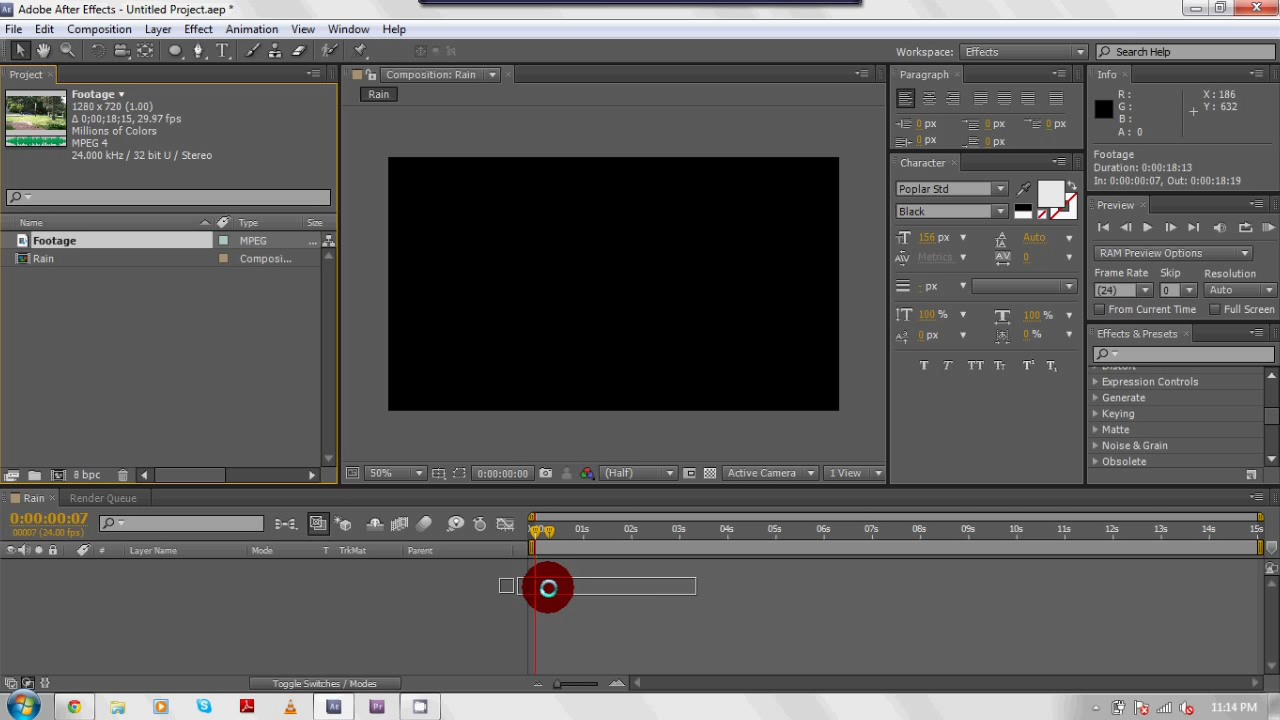 Adobe After Effects - Untitled Project.aep *
File Edit Composition Layer Effect Animation View Window Help
Workspace: Effects Search Help
Project
Footage
1280 x 720 (1.00)
Δ 0;00;18;15, 29.97 fps
Millions of Colors
MPEG 4
24.000 kHz / 32 bit U / Stereo
Name Type Size
Footage MPEG ...
Rain Composi...
8 bpc
Composition: Rain
Rain
50% 0:00:00:00 (Half) Active Camera 1 View
Paragraph
0 px 0 px 0 px
0 px 0 px
Character
Poplar Std
Black
156 px Auto
Metrics 0
- px
100 % 100 %
0 px 0 %
T T TT Tt T¹ T₁
Info
R : X : 186
G : Y : 632
B :
A : 0
Footage
Duration: 0:00:18:13
In: 0:00:00:07, Out: 0:00:18:19
Preview
RAM Preview Options
Frame Rate Skip Resolution
(24) 0 Auto
From Current Time Full Screen
Effects & Presets
Distort
Expression Controls
Generate
Keying
Matte
Noise & Grain
Obsolete
Rain Render Queue
0:00:00:07
00007 (24.00 fps)
01s 02s 03s 04s 05s 06s 07s 08s 09s 10s 11s 12s 13s 14s 15s
# Layer Name Mode T TrkMat Parent
Toggle Switches / Modes
11:14 PM